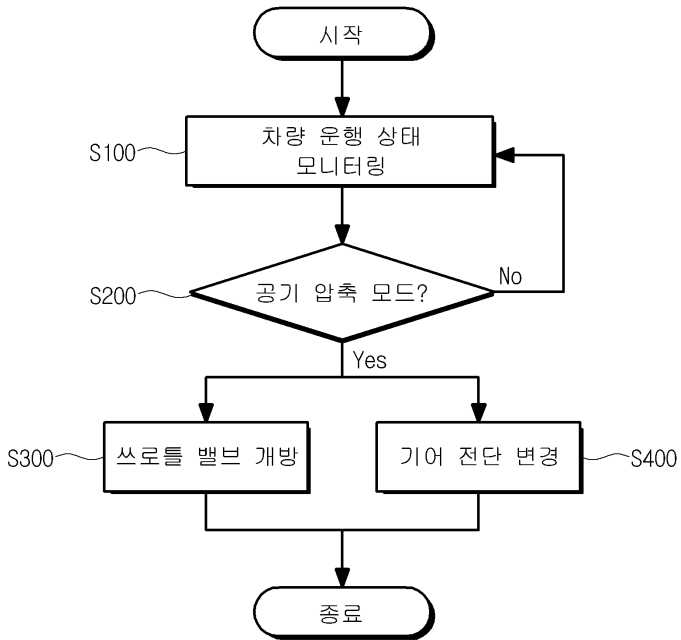 시작
S100
차량 운행 상태
모니터링
S200
공기 압축 모드?
No
Yes
S300
쓰로틀 밸브 개방
기어 전단 변경
S400
종료